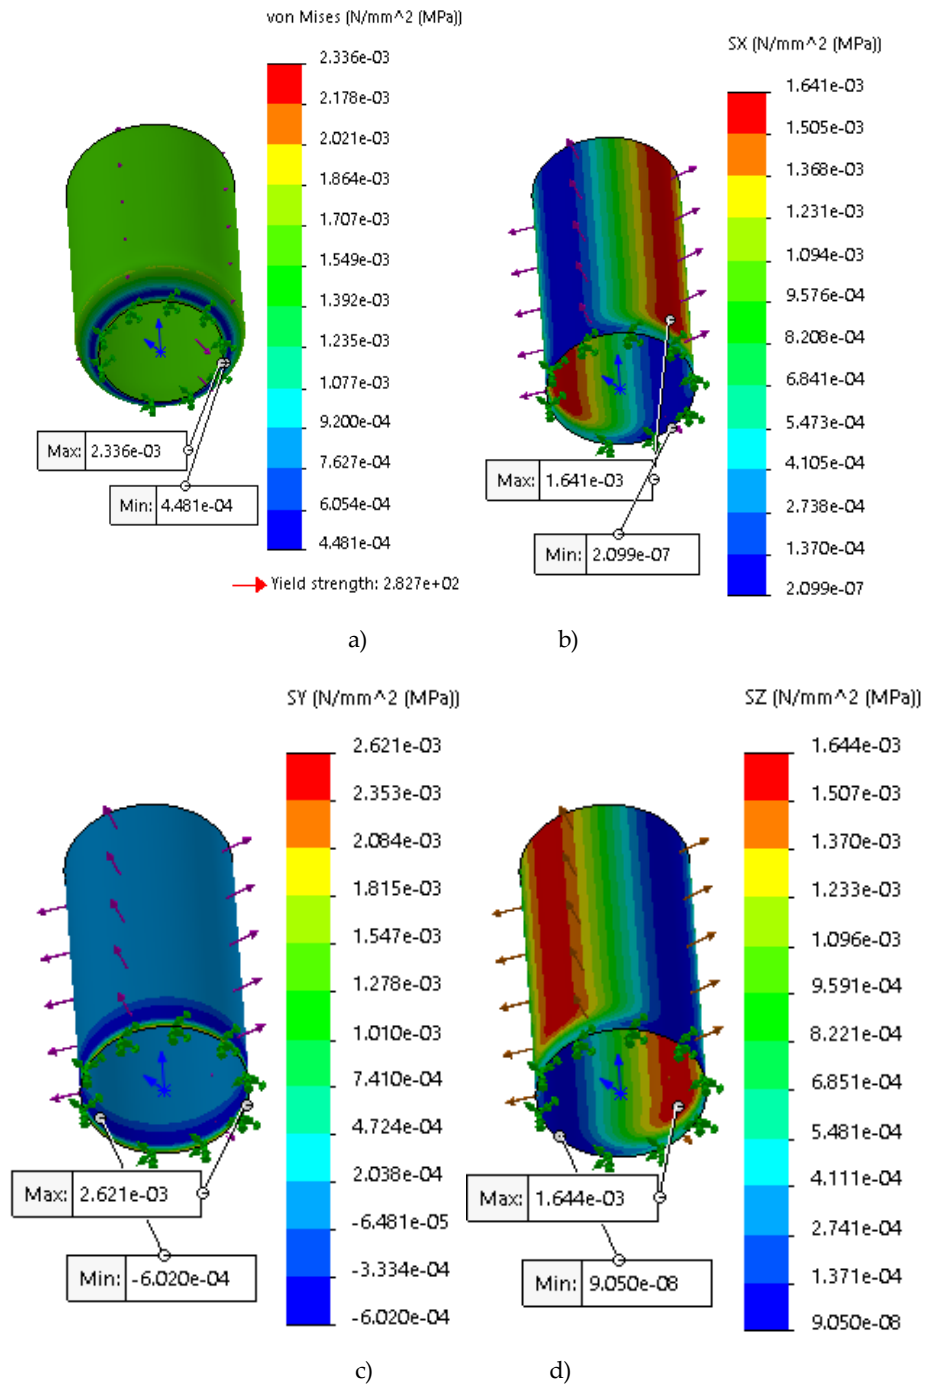 von Mises (N/mm^2 (MPa))
2.336e-03
2.178e-03
2.021e-03
1.864e-03
1.707e-03
1.549e-03
1.392e-03
1.235e-03
1.077e-03
9.200e-04
7.627e-04
6.054e-04
4.481e-04
Max: 2.336e-03
Min: 4.481e-04
Yield strength: 2.827e+02
a)
SX (N/mm^2 (MPa))
1.641e-03
1.505e-03
1.368e-03
1.231e-03
1.094e-03
9.576e-04
8.208e-04
6.841e-04
5.473e-04
4.105e-04
2.738e-04
1.370e-04
2.099e-07
Max: 1.641e-03
Min: 2.099e-07
b)
SY (N/mm^2 (MPa))
2.621e-03
2.353e-03
2.084e-03
1.815e-03
1.547e-03
1.278e-03
1.010e-03
7.410e-04
4.724e-04
2.038e-04
-6.481e-05
-3.334e-04
-6.020e-04
Max: 2.621e-03
Min: -6.020e-04
c)
SZ (N/mm^2 (MPa))
1.644e-03
1.507e-03
1.370e-03
1.233e-03
1.096e-03
9.591e-04
8.221e-04
6.851e-04
5.481e-04
4.111e-04
2.741e-04
1.371e-04
9.050e-08
Max: 1.644e-03
Min: 9.050e-08
d)